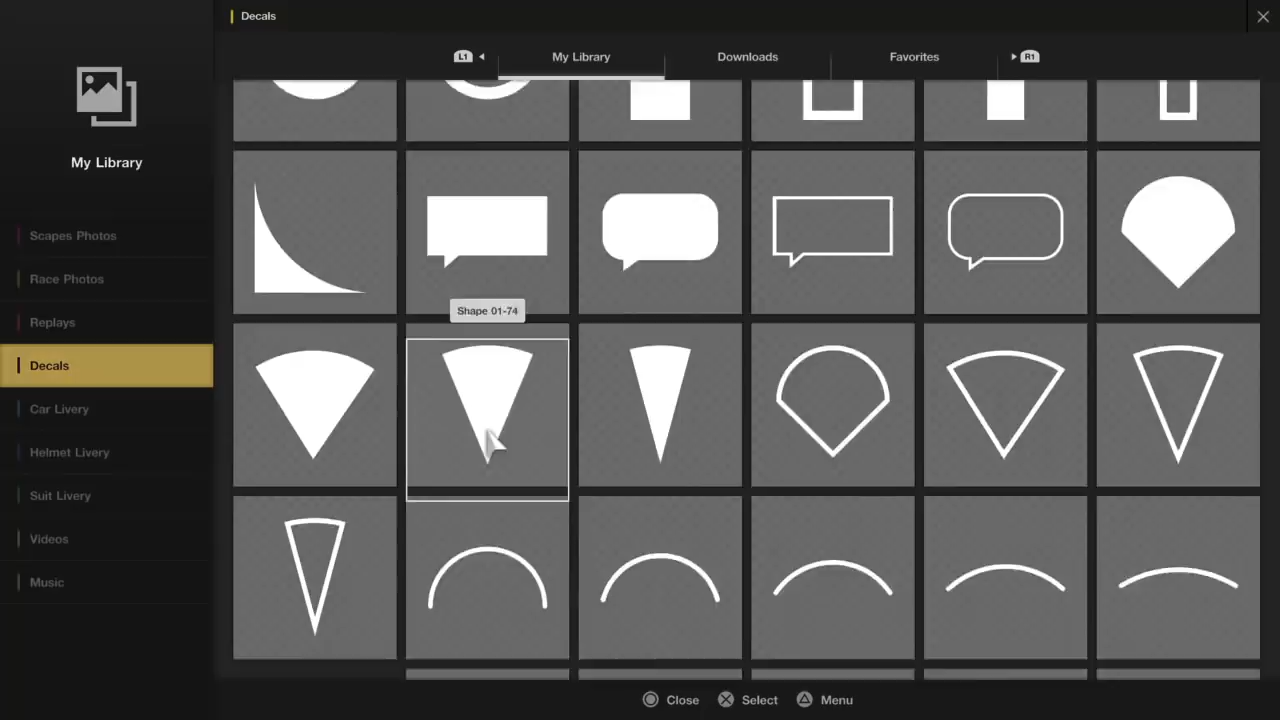 Decals
L1
My Library
Downloads
Favorites
R1
My Library
Scapes Photos
Race Photos
Replays
Decals
Car Livery
Helmet Livery
Suit Livery
Videos
Music
Shape 01-74
Close
Select
Menu